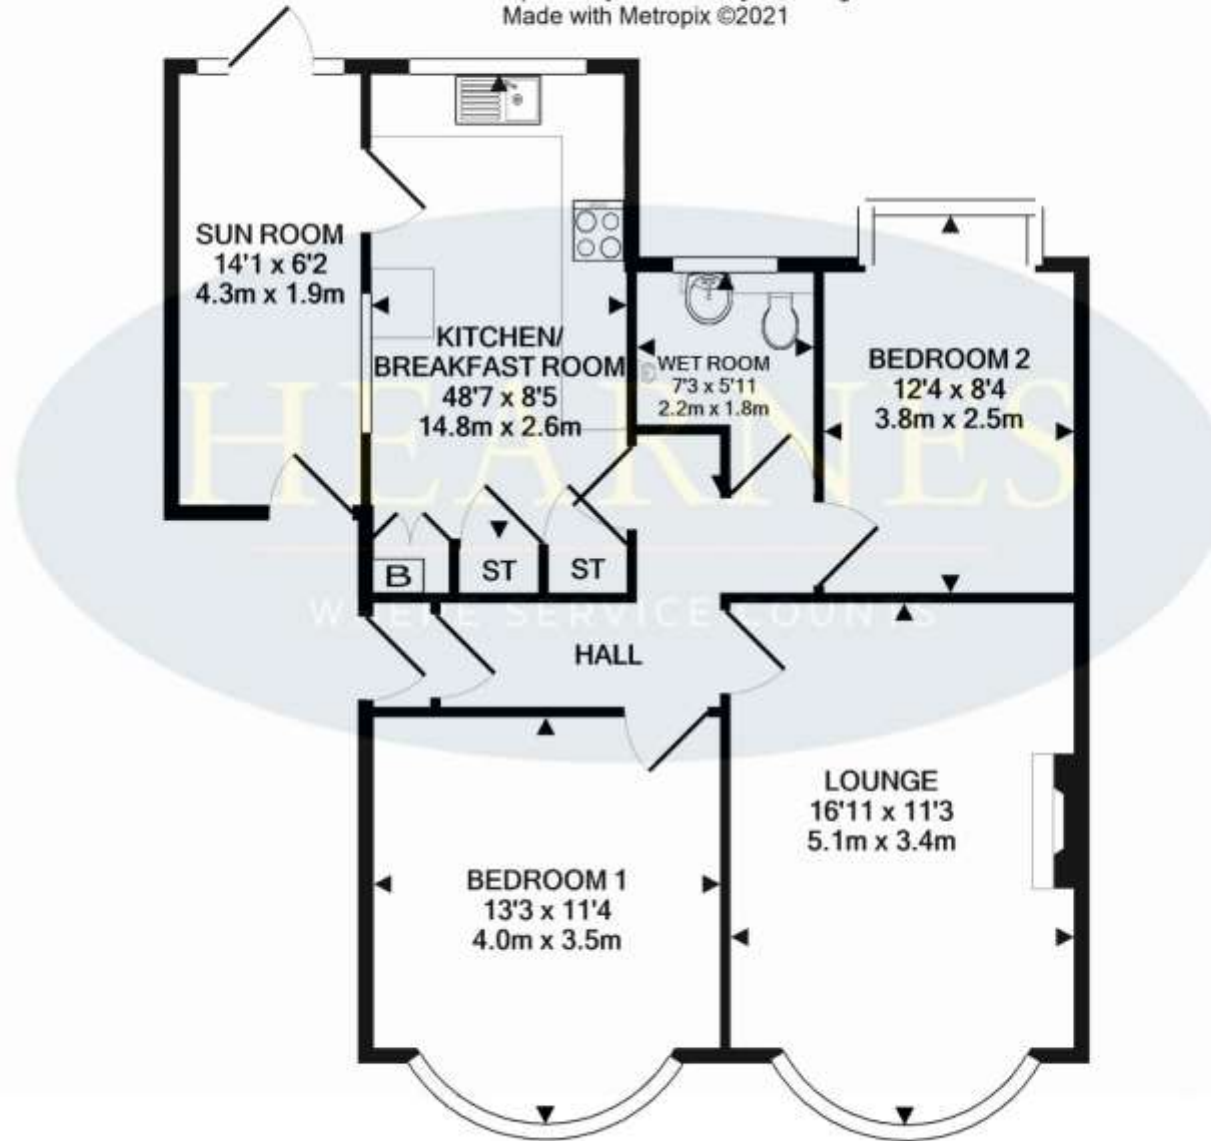 Made with Metropix ©2021
SUN ROOM
14'1 x 6'2
4.3m x 1.9m
KITCHEN/
BREAKFAST ROOM
48'7 x 8'5
14.8m x 2.6m
WET ROOM
7'3 x 5'11
2.2m x 1.8m
BEDROOM 2
12'4 x 8'4
3.8m x 2.5m
©
HEARNES
B
ST
ST
WHERE SERVICE COUNTS
HALL
LOUNGE
16'11 x 11'3
5.1m x 3.4m
BEDROOM 1
13'3 x 11'4
4.0m x 3.5m